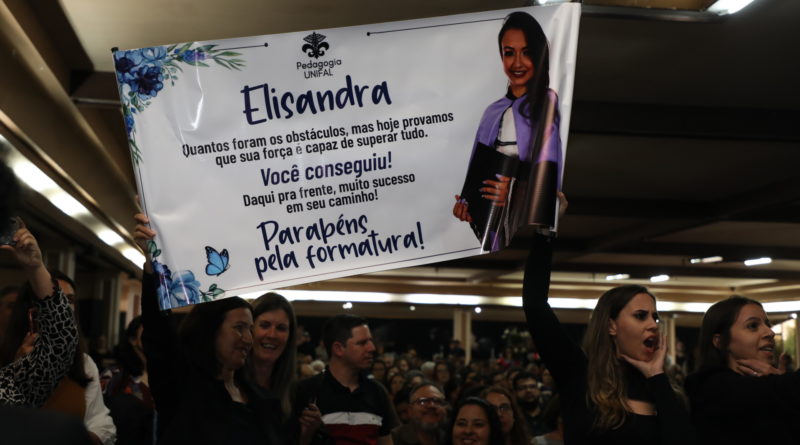 Pedagogia
UNIFAL
Elisandra
Quantos foram os obstáculos, mas hoje provamos
que sua força é capaz de superar tudo.
Você conseguiu!
Daqui pra frente, muito sucesso
em seu caminho!
Parabéns
pela formatura!